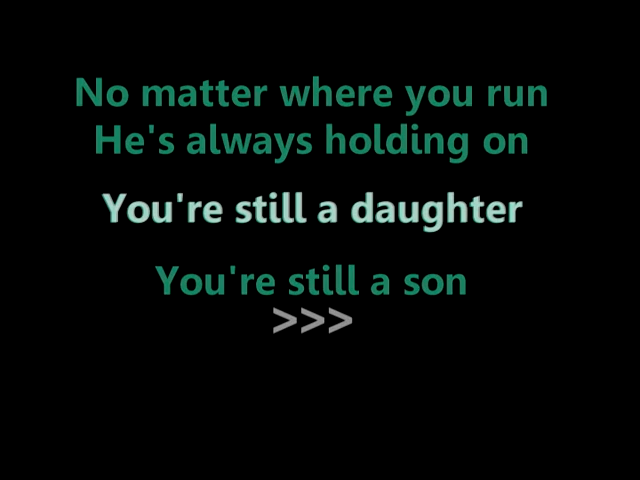 No matter where you run
He's always holding on
You're still a daughter
You're still a son
>>>